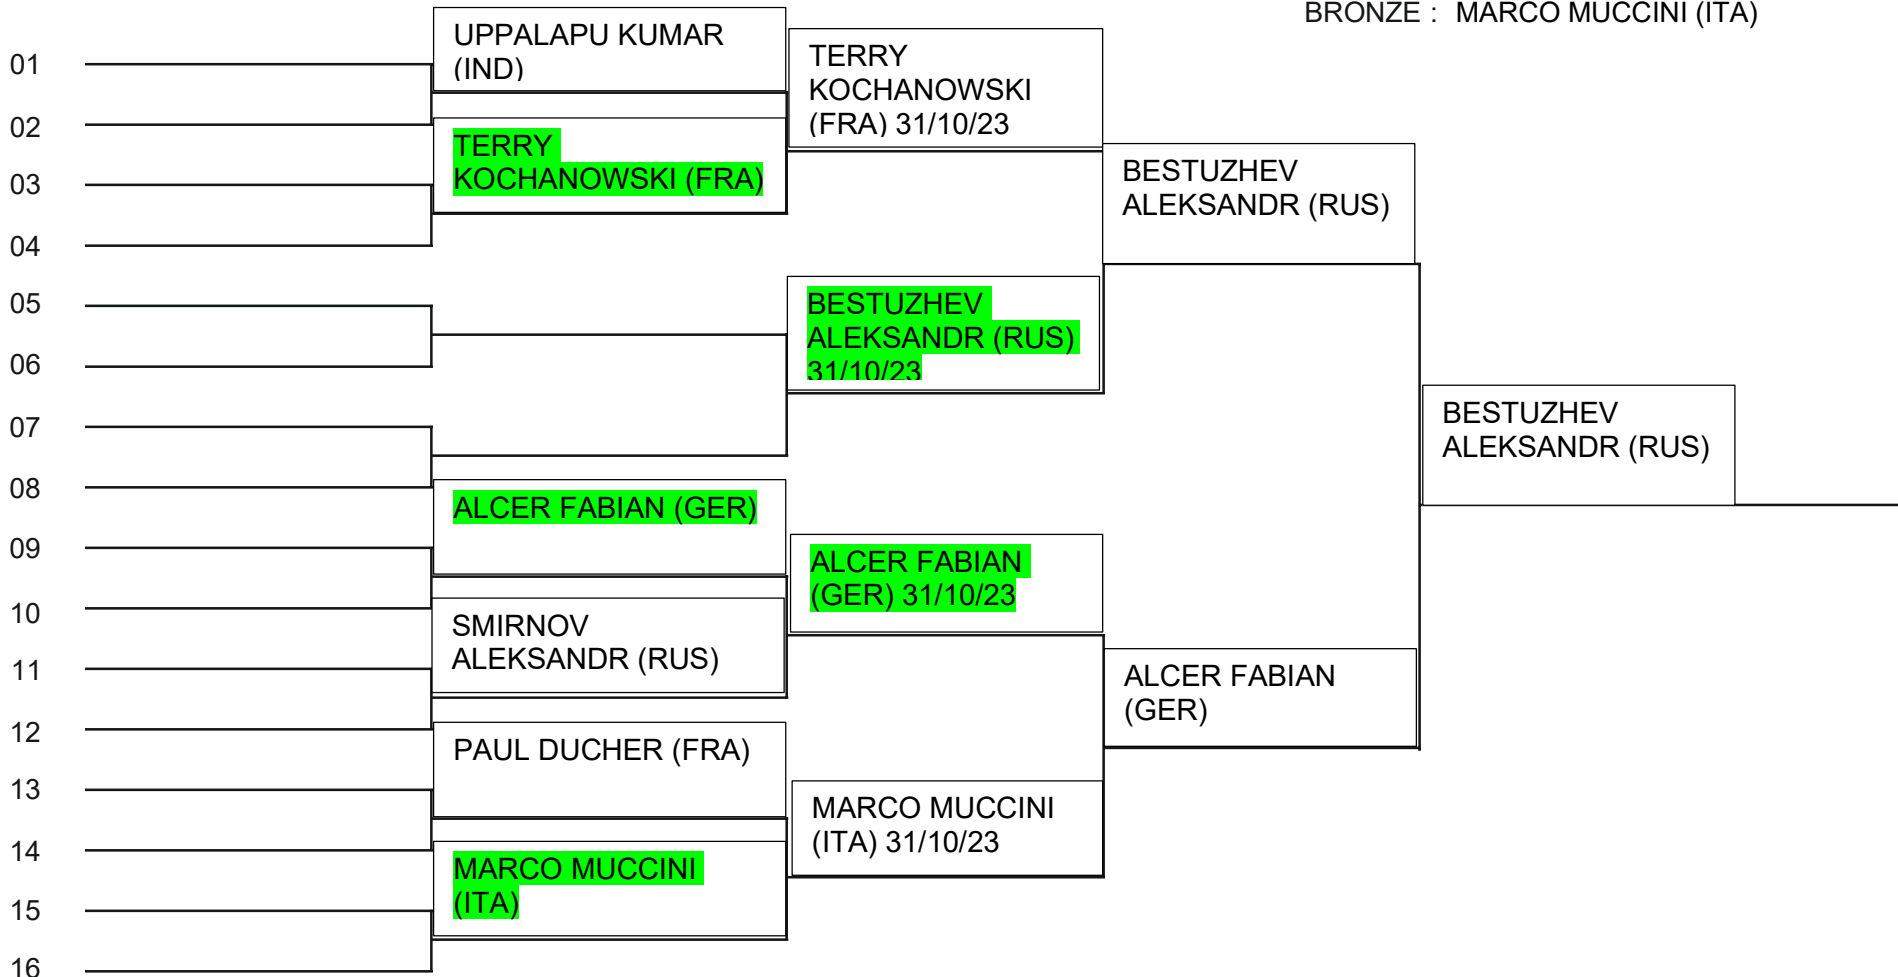 BRONZE : MARCO MUCCINI (ITA)
01
02
03
04
05
06
07
08
09
10
11
12
13
14
15
16
UPPALAPU KUMAR
(IND)
TERRY
KOCHANOWSKI (FRA)
ALCER FABIAN (GER)
SMIRNOV
ALEKSANDR (RUS)
PAUL DUCHER (FRA)
MARCO MUCCINI
(ITA)
TERRY
KOCHANOWSKI
(FRA) 31/10/23
BESTUZHEV
ALEKSANDR (RUS)
31/10/23
ALCER FABIAN
(GER) 31/10/23
MARCO MUCCINI
(ITA) 31/10/23
BESTUZHEV
ALEKSANDR (RUS)
ALCER FABIAN
(GER)
BESTUZHEV
ALEKSANDR (RUS)